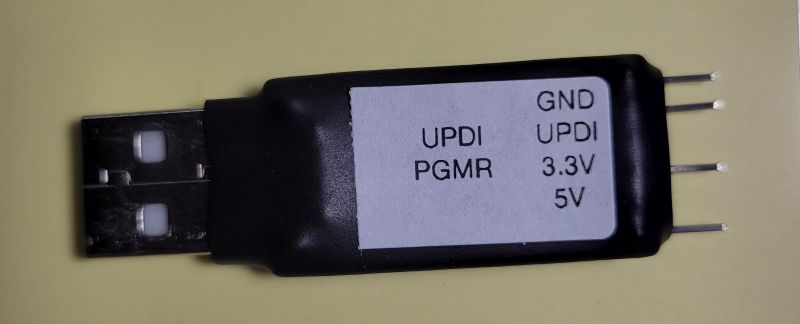 UPDI
PGMR
GND
UPDI
3.3V
5V